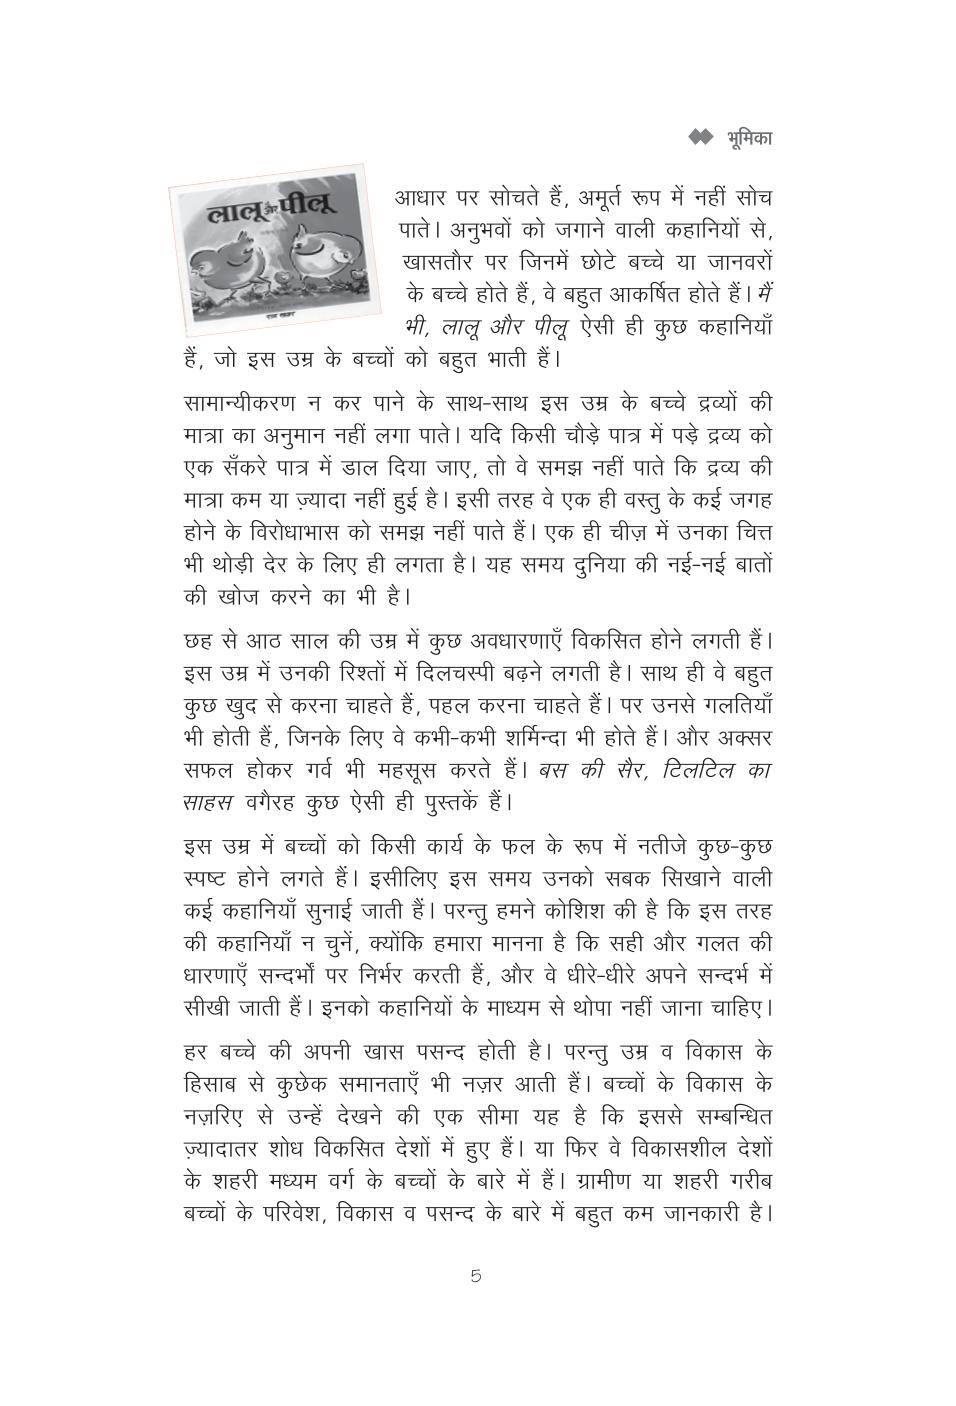 भूमिका
लालू और पीलू
आधार पर सोचते हैं, अमूर्त रूप में नहीं सोच
पाते। अनुभवों को जगाने वाली कहानियों से,
खासतौर पर जिनमें छोटे बच्चे या जानवरों
के बच्चे होते हैं, वे बहुत आकर्षित होते हैं। मैं
भी, लालू और पीलू ऐसी ही कुछ कहानियाँ
हैं, जो इस उम्र के बच्चों को बहुत भाती हैं।
सामान्यीकरण न कर पाने के साथ-साथ इस उम्र के बच्चे द्रव्यों की
मात्रा का अनुमान नहीं लगा पाते। यदि किसी चौड़े पात्र में पड़े द्रव्य को
एक सँकरे पात्र में डाल दिया जाए, तो वे समझ नहीं पाते कि द्रव्य की
मात्रा कम या ज़्यादा नहीं हुई है। इसी तरह वे एक ही वस्तु के कई जगह
होने के विरोधाभास को समझ नहीं पाते हैं। एक ही चीज़ में उनका चित्त
भी थोड़ी देर के लिए ही लगता है। यह समय दुनिया की नई-नई बातों
की खोज करने का भी है।
छह से आठ साल की उम्र में कुछ अवधारणाएँ विकसित होने लगती हैं।
इस उम्र में उनकी रिश्तों में दिलचस्पी बढ़ने लगती है। साथ ही वे बहुत
कुछ खुद से करना चाहते हैं, पहल करना चाहते हैं। पर उनसे गलतियाँ
भी होती हैं, जिनके लिए वे कभी-कभी शर्मिन्दा भी होते हैं। और अक्सर
सफल होकर गर्व भी महसूस करते हैं। बस की सैर, टिलटिल का
साहस वगैरह कुछ ऐसी ही पुस्तकें हैं।
इस उम्र में बच्चों को किसी कार्य के फल के रूप में नतीजे कुछ-कुछ
स्पष्ट होने लगते हैं। इसीलिए इस समय उनको सबक सिखाने वाली
कई कहानियाँ सुनाई जाती हैं। परन्तु हमने कोशिश की है कि इस तरह
की कहानियाँ न चुनें, क्योंकि हमारा मानना है कि सही और गलत की
धारणाएँ सन्दर्भों पर निर्भर करती हैं, और वे धीरे-धीरे अपने सन्दर्भ में
सीखी जाती हैं। इनको कहानियों के माध्यम से थोपा नहीं जाना चाहिए।
हर बच्चे की अपनी खास पसन्द होती है। परन्तु उम्र व विकास के
हिसाब से कुछेक समानताएँ भी नज़र आती हैं। बच्चों के विकास के
नज़रिए से उन्हें देखने की एक सीमा यह है कि इससे सम्बन्धित
ज़्यादातर शोध विकसित देशों में हुए हैं। या फिर वे विकासशील देशों
के शहरी मध्यम वर्ग के बच्चों के बारे में हैं। ग्रामीण या शहरी गरीब
बच्चों के परिवेश, विकास व पसन्द के बारे में बहुत कम जानकारी है।
5